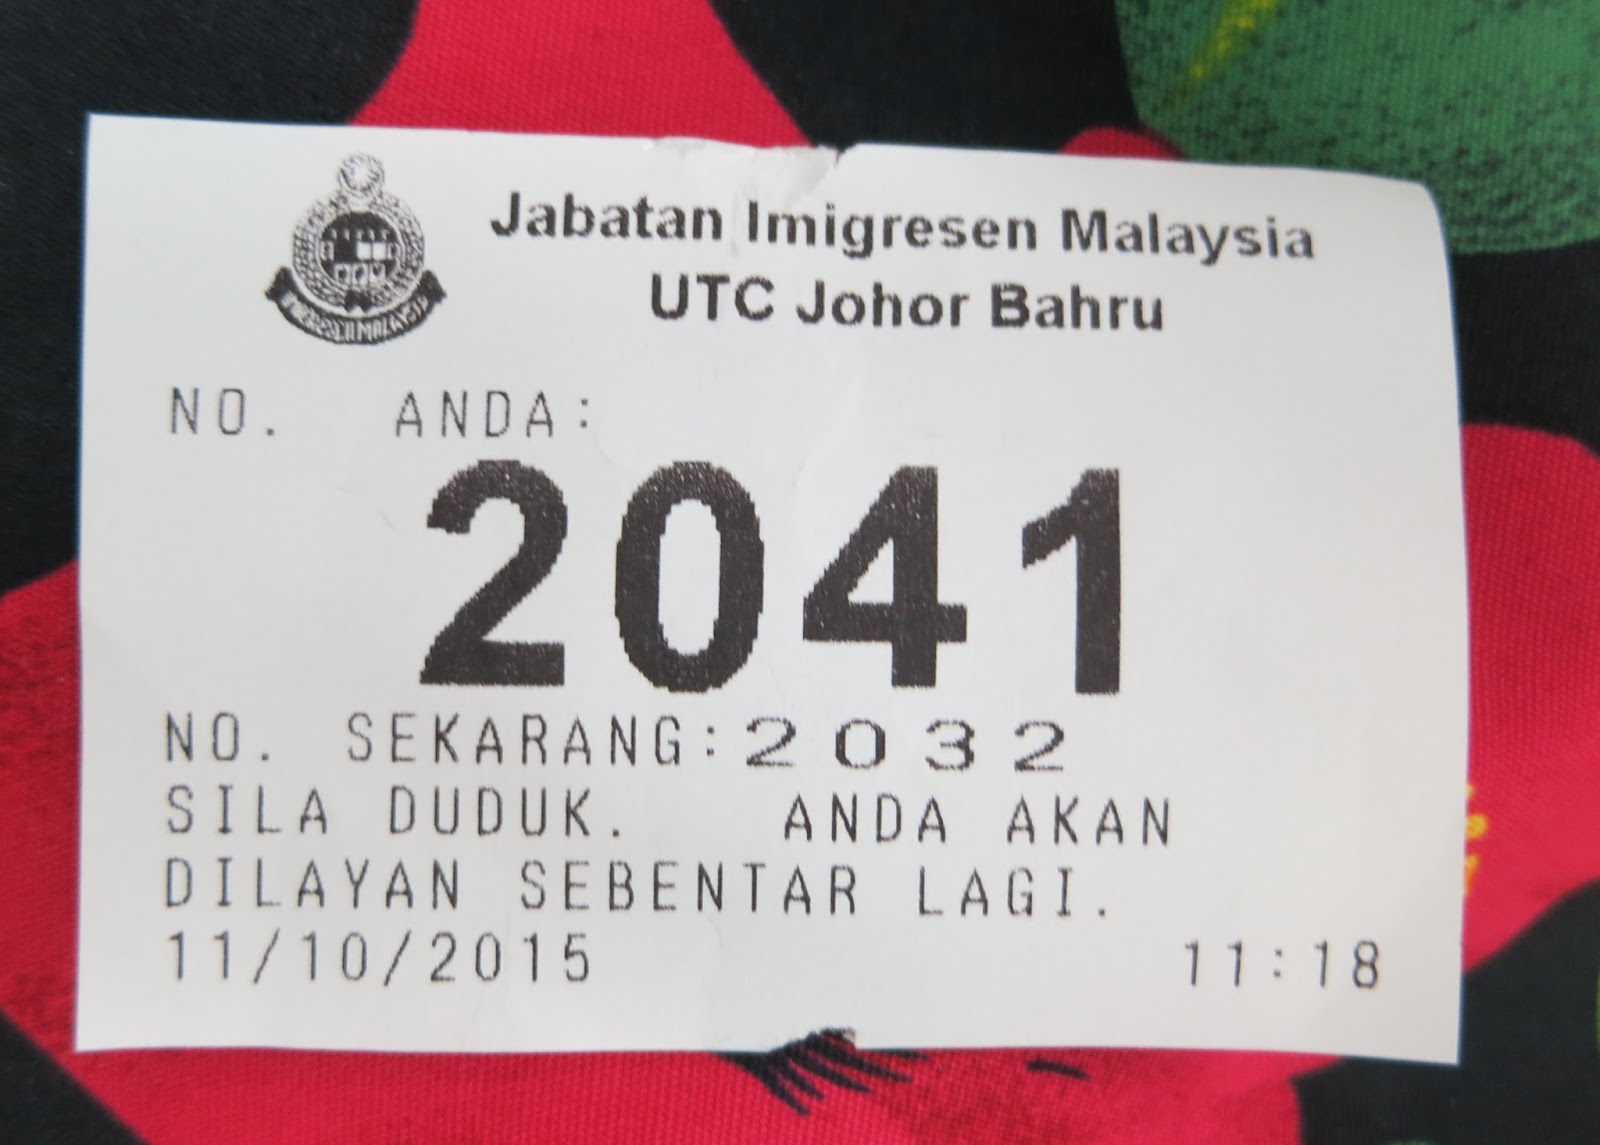 Jabatan Imigresen Malaysia
UTC Johor Bahru
NO. ANDA:
2041
NO. SEKARANG:2032
SILA DUDUK. ANDA AKAN
DILAYAN SEBENTAR LAGI.
11/10/2015 11:18